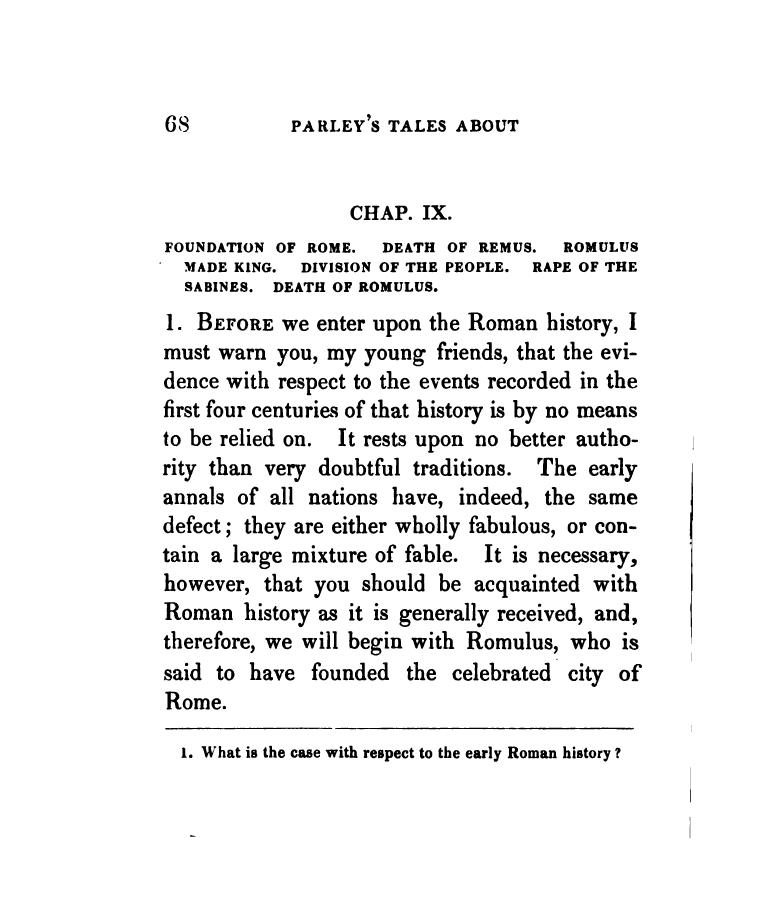 68 PARLEY'S TALES ABOUT
CHAP. IX.
FOUNDATION OF ROME. DEATH OF REMUS. ROMULUS
MADE KING. DIVISION OF THE PEOPLE. RAPE OF THE
SABINES. DEATH OF ROMULUS.
1. BEFORE we enter upon the Roman history, I
must warn you, my young friends, that the evi-
dence with respect to the events recorded in the
first four centuries of that history is by no means
to be relied on. It rests upon no better autho-
rity than very doubtful traditions. The early
annals of all nations have, indeed, the same
defect; they are either wholly fabulous, or con-
tain a large mixture of fable. It is necessary,
however, that you should be acquainted with
Roman history as it is generally received, and,
therefore, we will begin with Romulus, who is
said to have founded the celebrated city of
Rome.
1. What is the case with respect to the early Roman history?